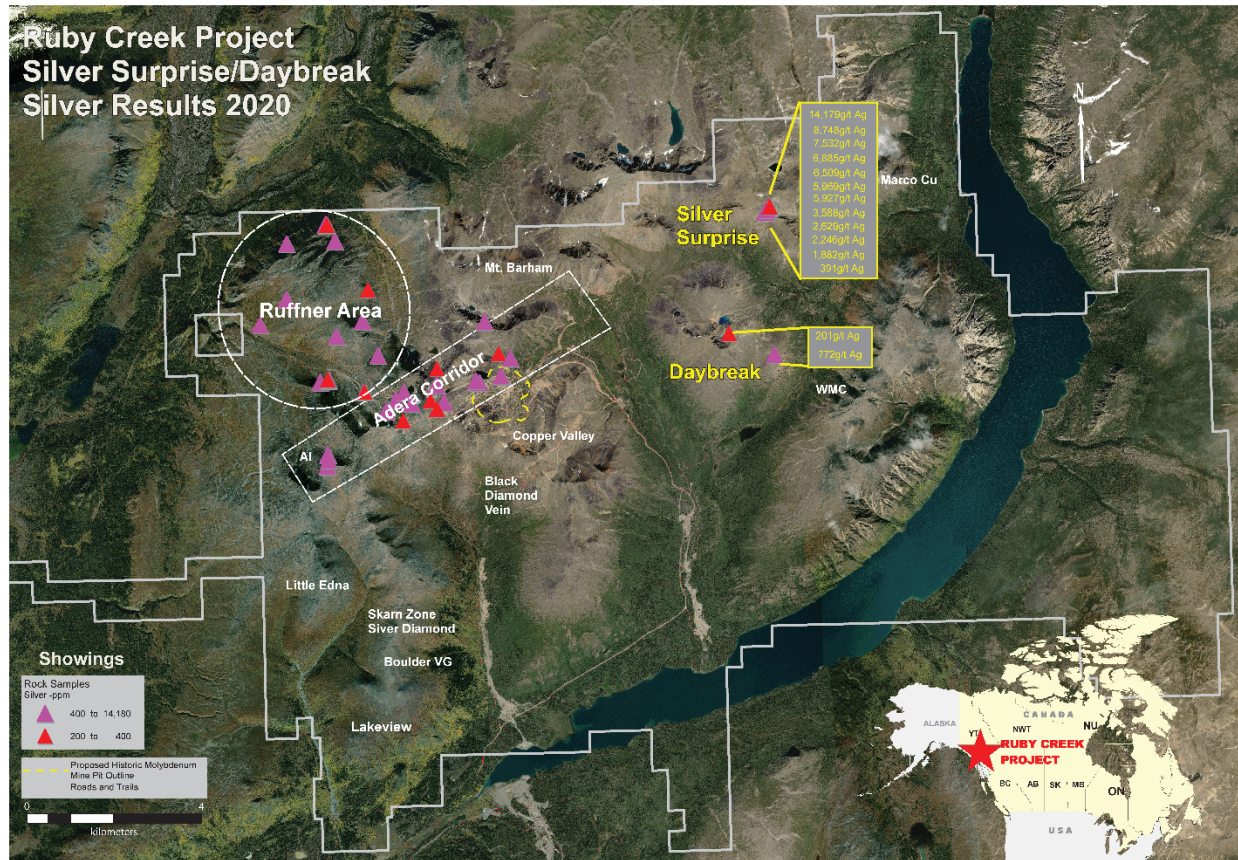 Ruby Creek Project
Silver Surprise/Daybreak
Silver Results 2020
N
14,179g/t Ag
8,748g/t Ag
7,532g/t Ag
6,885g/t Ag
6,509g/t Ag
5,969g/t Ag
5,927g/t Ag
3,588g/t Ag
2,629g/t Ag
2,246g/t Ag
1,882g/t Ag
391g/t Ag
Marco Cu
Silver
Surprise
Mt. Barham
Ruffner Area
201g/t Ag
772g/t Ag
Daybreak
WMC
Adera Corridor
Copper Valley
AI
Black
Diamond
Vein
Little Edna
Skarn Zone
Siver Diamond
Boulder VG
Lakeview
Showings
Rock Samples
Silver -ppm
400 to 14,180
200 to 400
Proposed Historic Molybdenum
Mine Pit Outline
Roads and Trails
0 4
kilometers
ALASKA
CANADA
YT
NWT
NU
RUBY CREEK
PROJECT
BC
AB
SK
MB
ON
USA